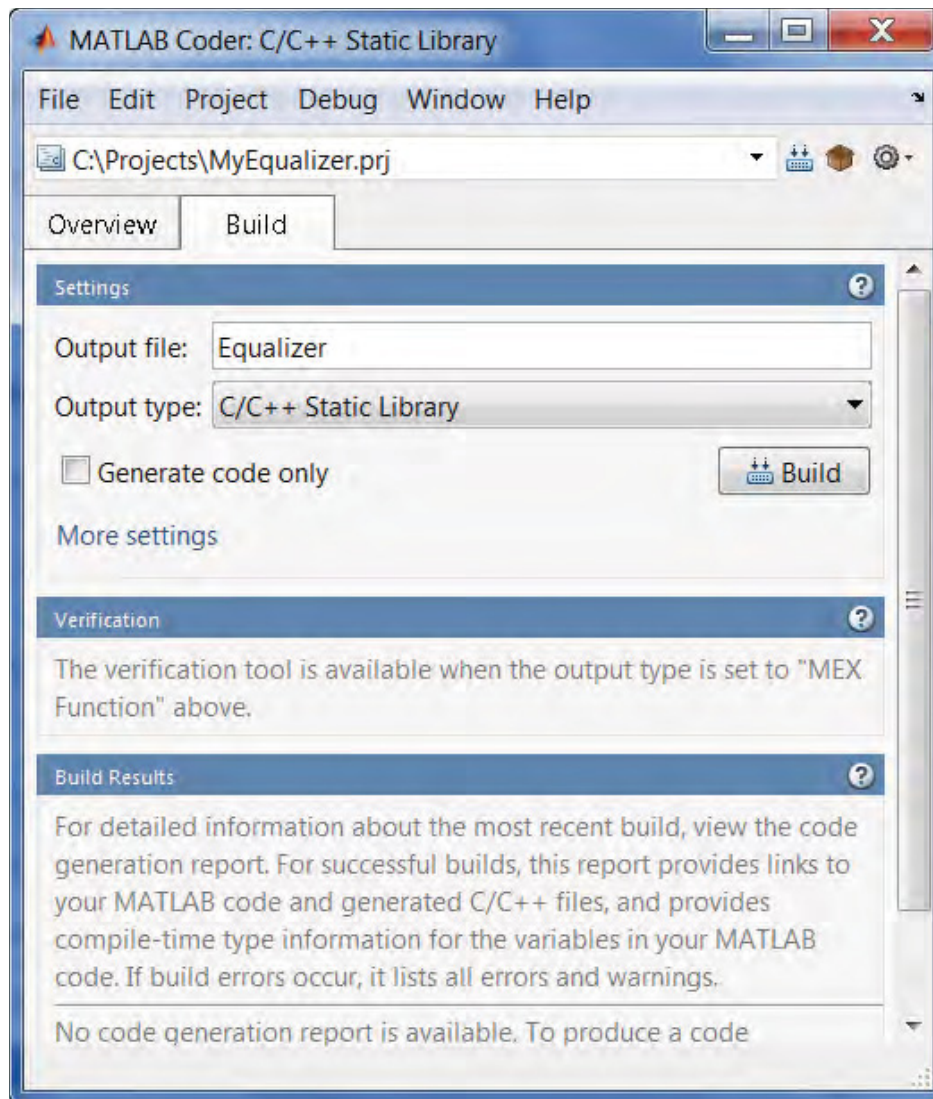 MATLAB Coder: C/C++ Static Library
File Edit Project Debug Window Help
C:\Projects\MyEqualizer.prj
Overview Build
Settings
Output file: Equalizer
Output type: C/C++ Static Library
Generate code only
Build
More settings
Verification
The verification tool is available when the output type is set to "MEX
Function" above.
Build Results
For detailed information about the most recent build, view the code
generation report. For successful builds, this report provides links to
your MATLAB code and generated C/C++ files, and provides
compile-time type information for the variables in your MATLAB
code. If build errors occur, it lists all errors and warnings.
No code generation report is available. To produce a code